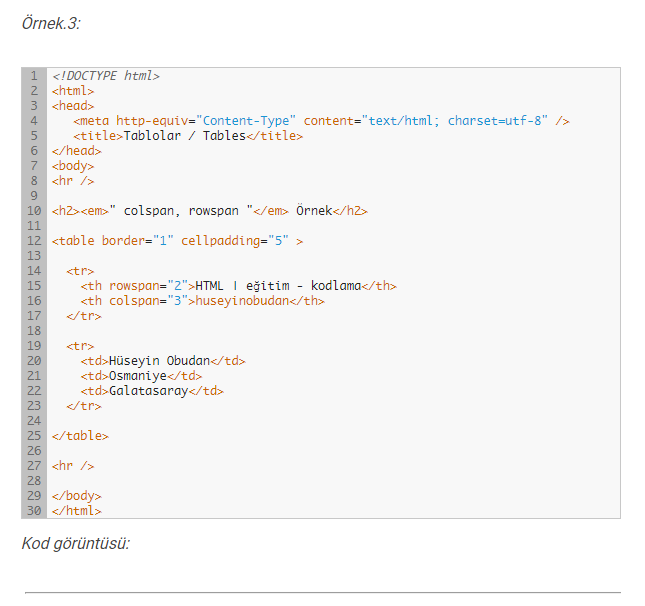 Örnek.3:
1 <!DOCTYPE html>
2 <html>
3 <head>
4 <meta http-equiv="Content-Type" content="text/html; charset=utf-8" />
5 <title>Tablolar / Tables</title>
6 </head>
7 <body>
8 <hr />
9
10 <h2><em>" colspan, rowspan "</em> Örnek</h2>
11
12 <table border="1" cellpadding="5" >
13
14 <tr>
15 <th rowspan="2">HTML | eğitim - kodlama</th>
16 <th colspan="3">huseyinobudan</th>
17 </tr>
18
19 <tr>
20 <td>Hüseyin Obudan</td>
21 <td>Osmaniye</td>
22 <td>Galatasaray</td>
23 </tr>
24
25 </table>
26
27 <hr />
28
29 </body>
30 </html>
Kod görüntüsü: